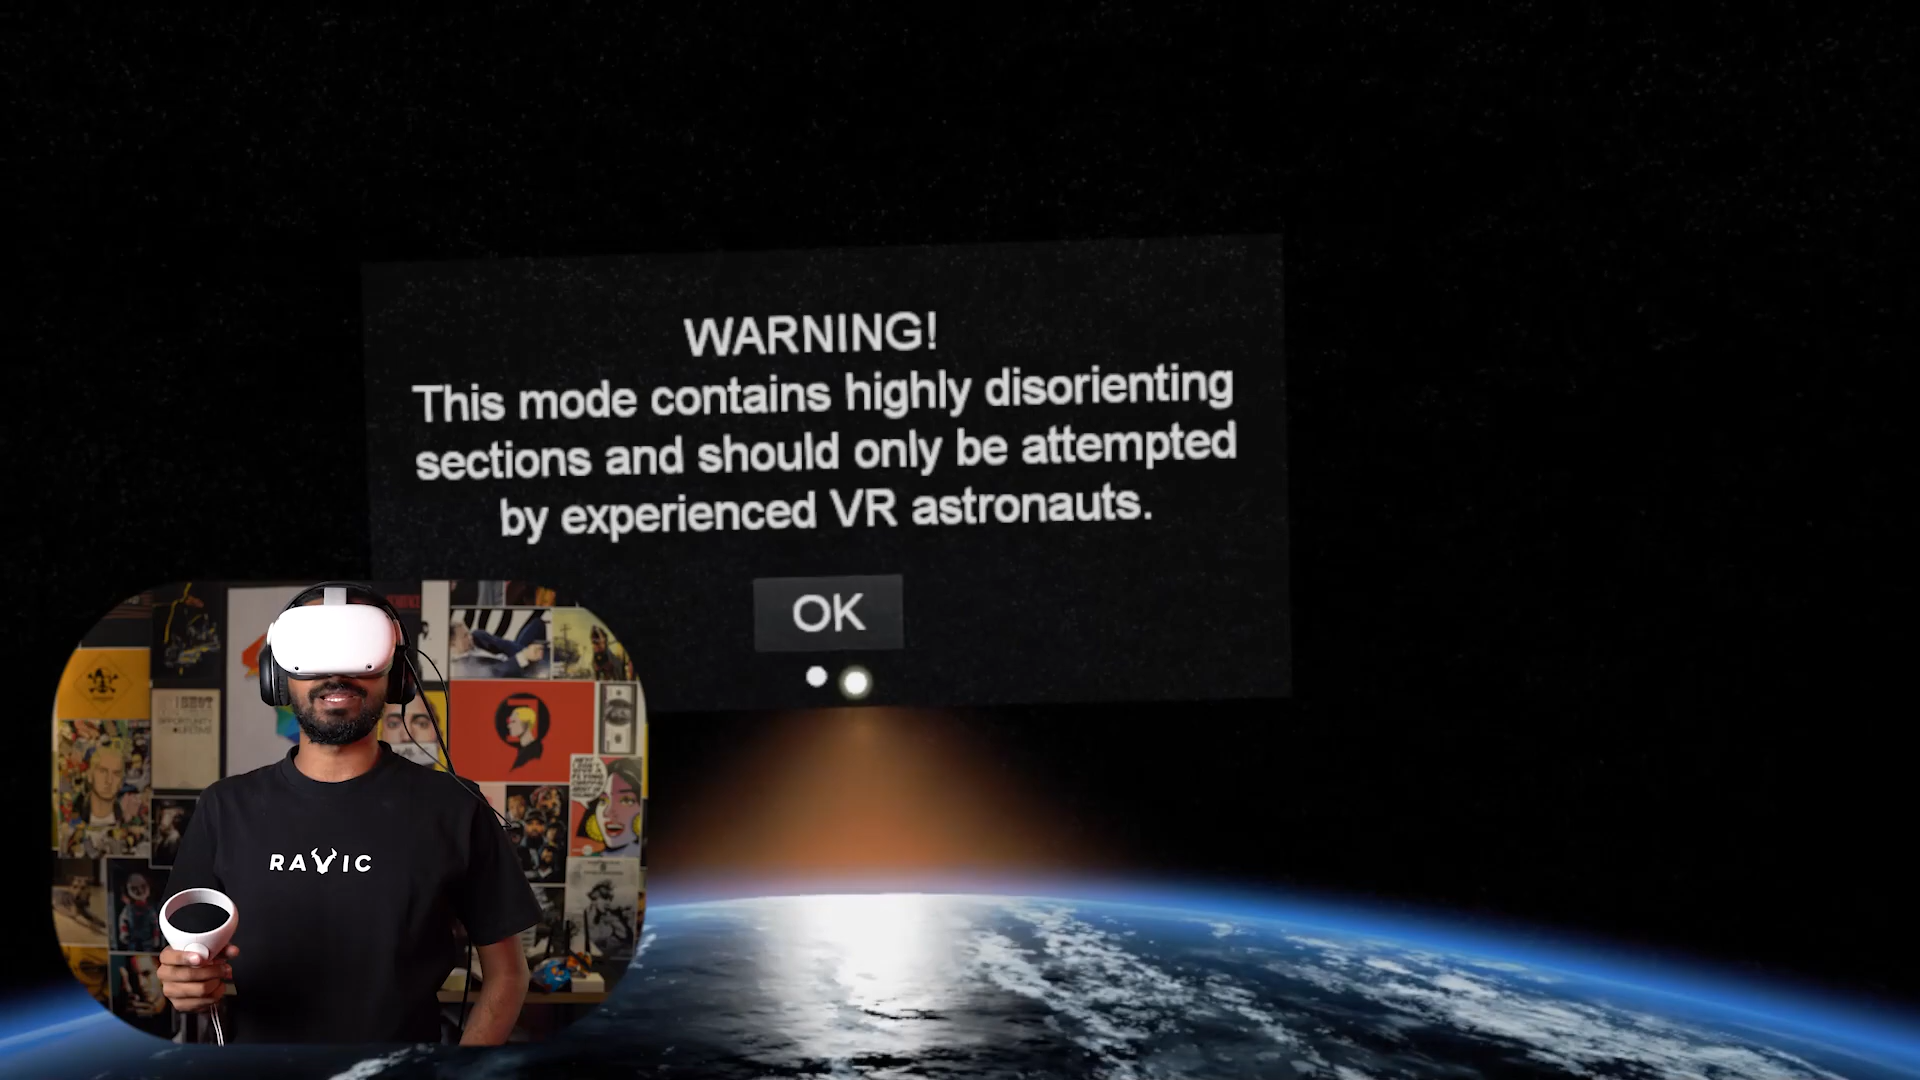 WARNING!
This mode contains highly disorienting
sections and should only be attempted
by experienced VR astronauts.
OK
RAVIC